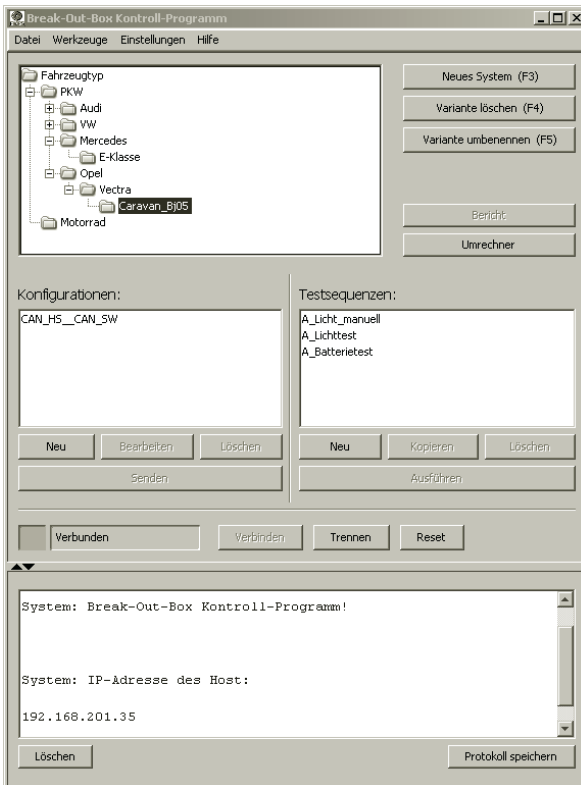 Break-Out-Box Kontroll-Programm
Datei Werkzeuge Einstellungen Hilfe
Fahrzeugtyp
PKW
Audi
VW
Mercedes
E-Klasse
Opel
Vectra
Caravan_Bj05
Motorrad
Neues System (F3)
Variante löschen (F4)
Variante umbenennen (F5)
Bericht
Umrechner
Konfigurationen:
CAN_HS__CAN_SW
Neu Bearbeiten Löschen
Senden
Testsequenzen:
A_Licht_manuell
A_Lichttest
A_Batterietest
Neu Kopieren Löschen
Ausführen
Verbunden Verbinden Trennen Reset
System: Break-Out-Box Kontroll-Programm!
System: IP-Adresse des Host:
192.168.201.35
Löschen Protokoll speichern